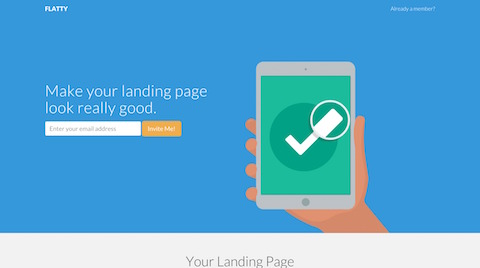 FLATTY
Already a member?
Make your landing page
look really good.
Enter your email address
Invite Me!
Your Landing Page